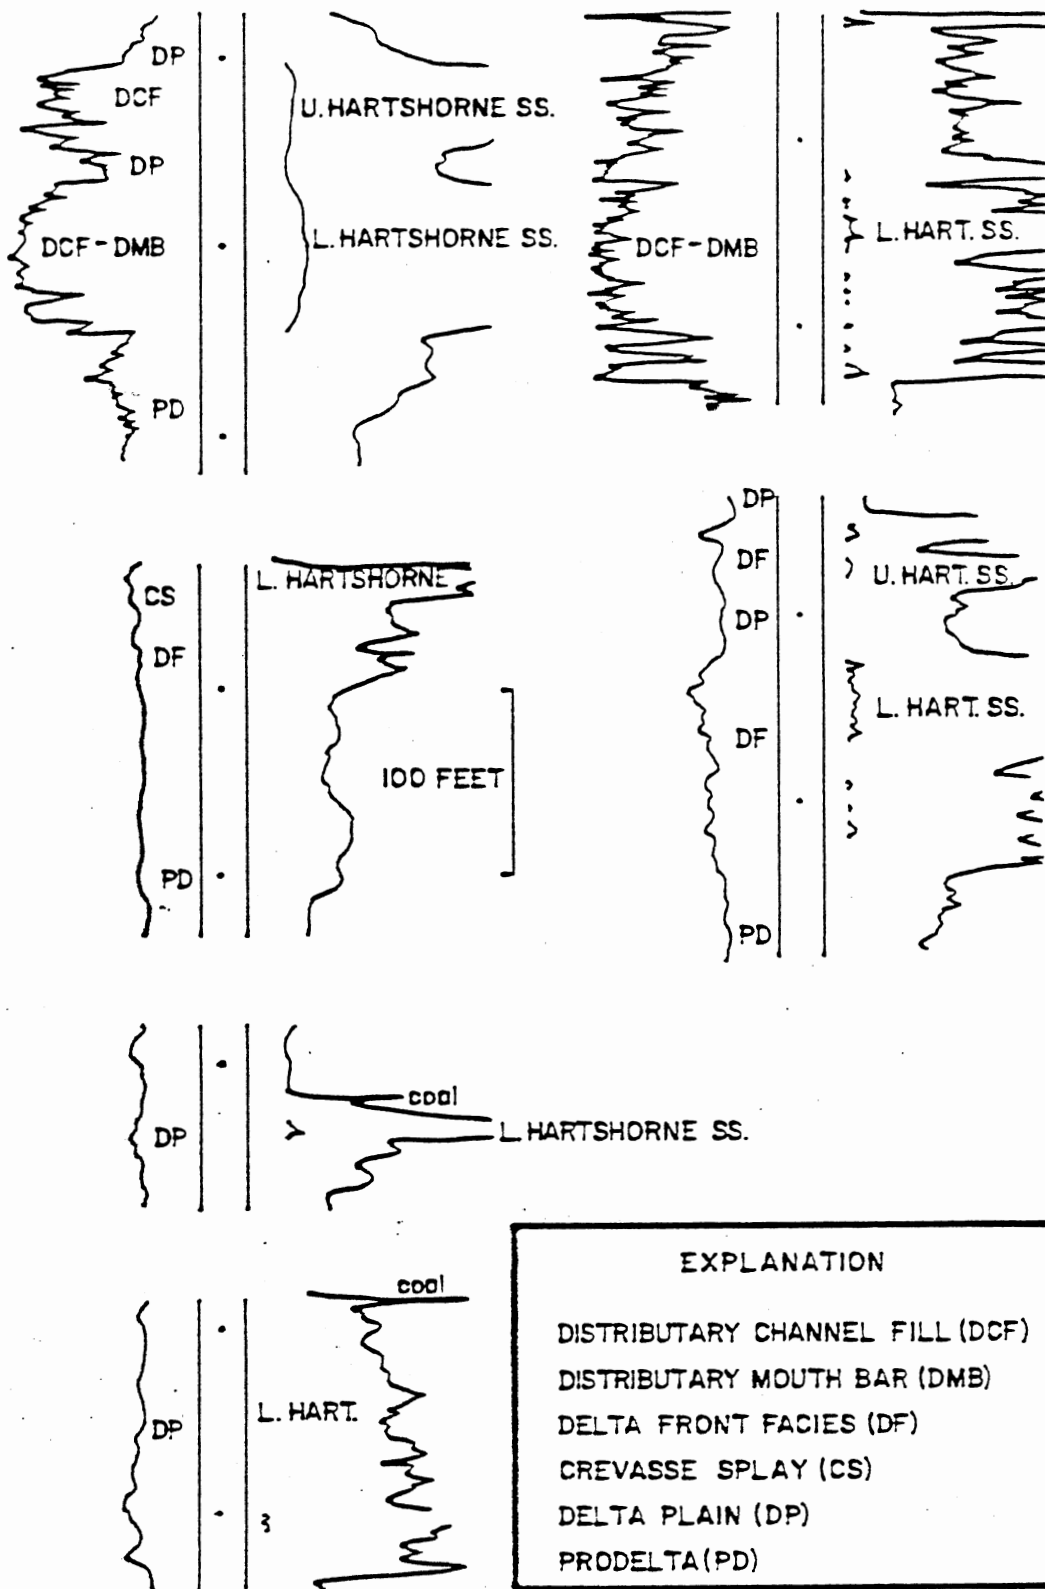 DP
DCF
U. HARTSHORNE SS.
DP
DCF-DMB
L. HARTSHORNE SS.
PD
DCF-DMB
L. HART. SS.
CS
L. HARTSHORNE
DF
100 FEET
PD
DP
DF
U. HART. SS.
DP
L. HART. SS.
DF
PD
coal
DP
L. HARTSHORNE SS.
coal
L. HART.
DP
EXPLANATION
DISTRIBUTARY CHANNEL FILL (DCF)
DISTRIBUTARY MOUTH BAR (DMB)
DELTA FRONT FACIES (DF)
CREVASSE SPLAY (CS)
DELTA PLAIN (DP)
PRODELTA (PD)